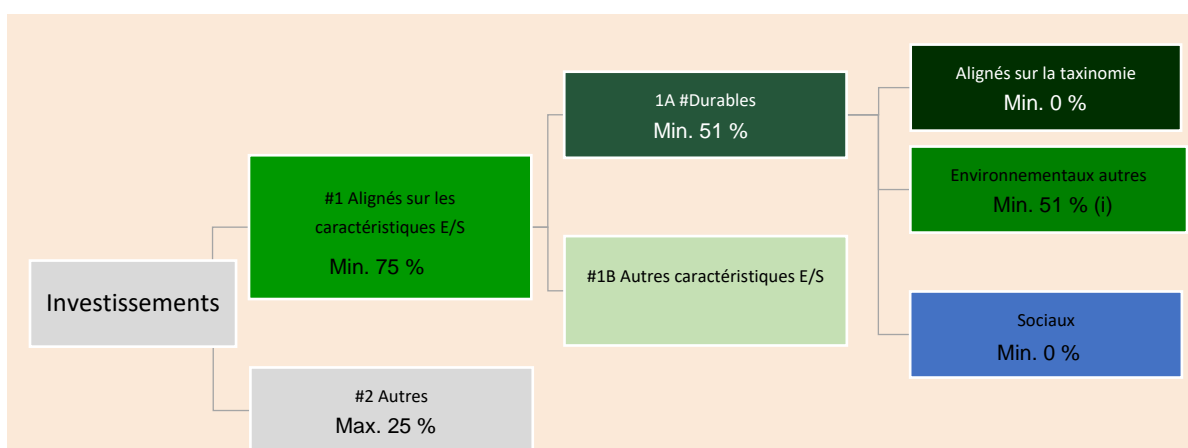 Investissements
#1 Alignés sur les
caractéristiques E/S
Min. 75 %
#2 Autres
Max. 25 %
1A #Durables
Min. 51 %
#1B Autres caractéristiques E/S
Alignés sur la taxinomie
Min. 0 %
Environnementaux autres
Min. 51 % (i)
Sociaux
Min. 0 %